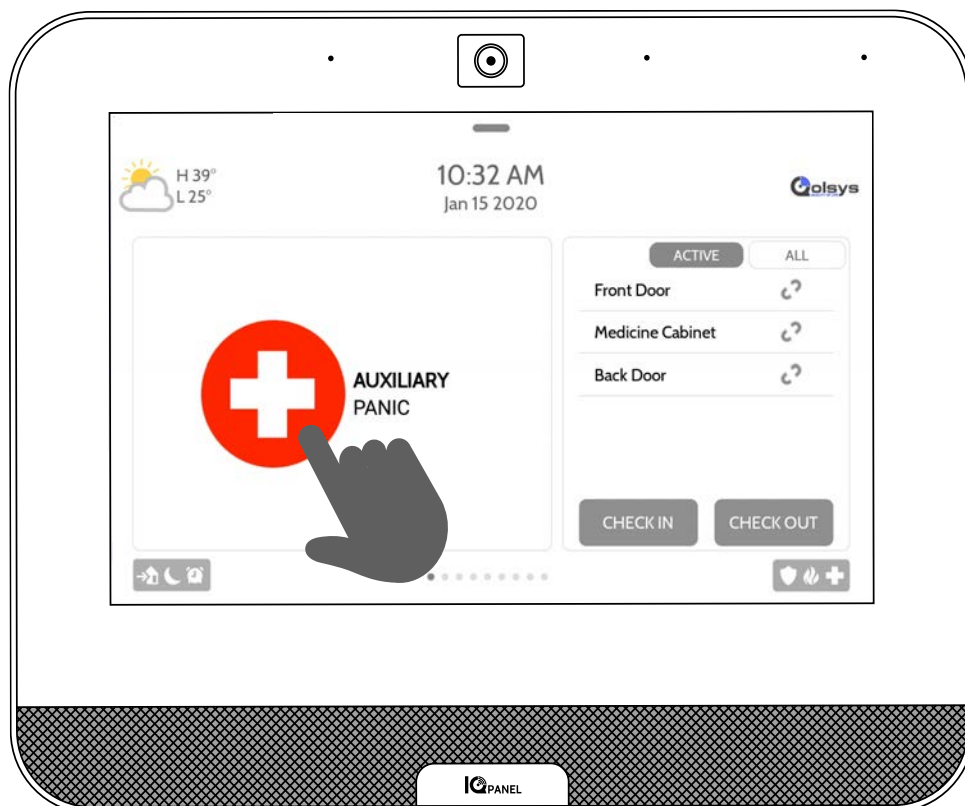 H 39°
L 25°
10:32 AM
Jan 15 2020
Qolsys
AUXILIARY
PANIC
ACTIVE
ALL
Front Door
Medicine Cabinet
Back Door
CHECK IN
CHECK OUT
IQ PANEL